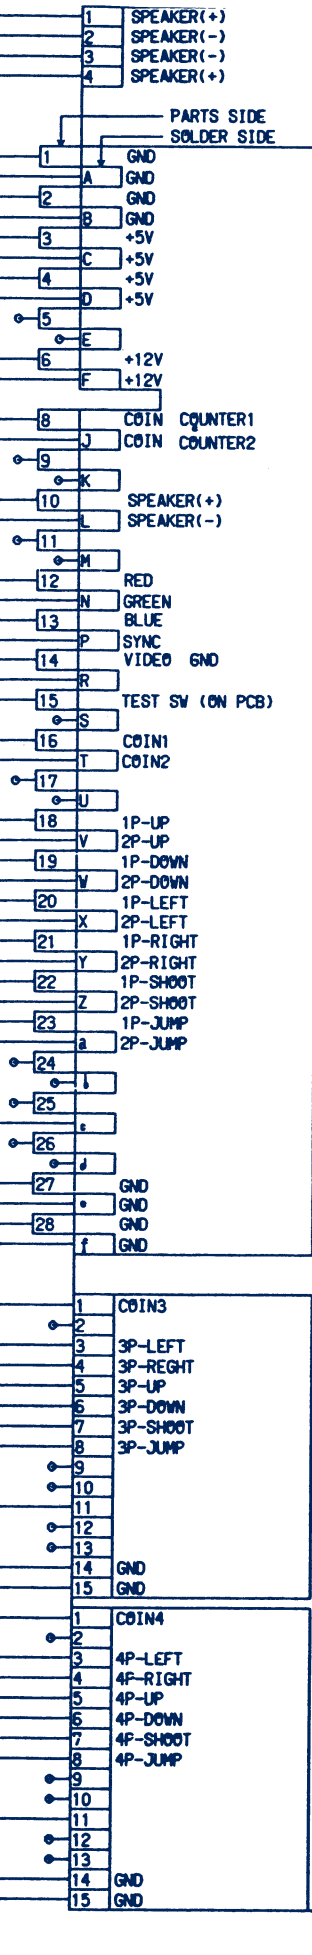 1 SPEAKER(+)
2 SPEAKER(-)
3 SPEAKER(-)
4 SPEAKER(+)
PARTS SIDE
SOLDER SIDE
1 GND
A GND
2 GND
B GND
3 +5V
C +5V
4 +5V
D +5V
5
E
6 +12V
F +12V
8 COIN COUNTER1
J COIN COUNTER2
9
K
10 SPEAKER(+)
L SPEAKER(-)
11
M
12 RED
N GREEN
13 BLUE
P SYNC
14 VIDEO GND
R
15 TEST SW (ON PCB)
S
16 COIN1
T COIN2
17
U
18 1P-UP
V 2P-UP
19 1P-DOWN
W 2P-DOWN
20 1P-LEFT
X 2P-LEFT
21 1P-RIGHT
Y 2P-RIGHT
22 1P-SHOOT
Z 2P-SHOOT
23 1P-JUMP
a 2P-JUMP
24
b
25
c
26
d
27 GND
e GND
28 GND
f GND
1 COIN3
2
3 3P-LEFT
4 3P-REGHT
5 3P-UP
6 3P-DOWN
7 3P-SHOOT
8 3P-JUMP
9
10
11
12
13
14 GND
15 GND
1 COIN4
2
3 4P-LEFT
4 4P-RIGHT
5 4P-UP
6 4P-DOWN
7 4P-SHOOT
8 4P-JUMP
9
10
11
12
13
14 GND
15 GND